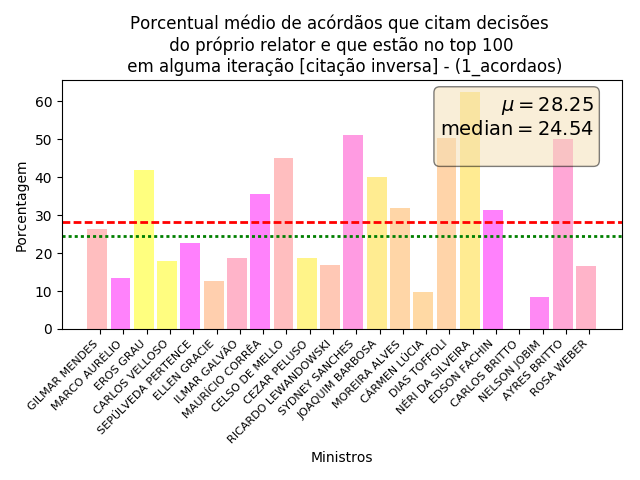 Porcentual médio de acórdãos que citam decisões
do próprio relator e que estão no top 100
em alguma iteração [citação inversa] - (1_acordaos)
μ = 28.25
median = 24.54
Porcentagem
60
50
40
30
20
10
0
GILMAR MENDES
MARCO AURÉLIO
EROS GRAU
CARLOS VELLOSO
SEPÚLVEDA PERTENCE
ELLEN GRACIE
ILMAR GALVÃO
MAURÍCIO CORRÊA
CELSO DE MELLO
CEZAR PELUSO
RICARDO LEWANDOWSKI
SYDNEY SANCHES
JOAQUIM BARBOSA
MOREIRA ALVES
CÁRMEN LÚCIA
DIAS TOFFOLI
NÉRI DA SILVEIRA
EDSON FACHIN
CARLOS BRITTO
NELSON JOBIM
AYRES BRITTO
ROSA WEBER
Ministros